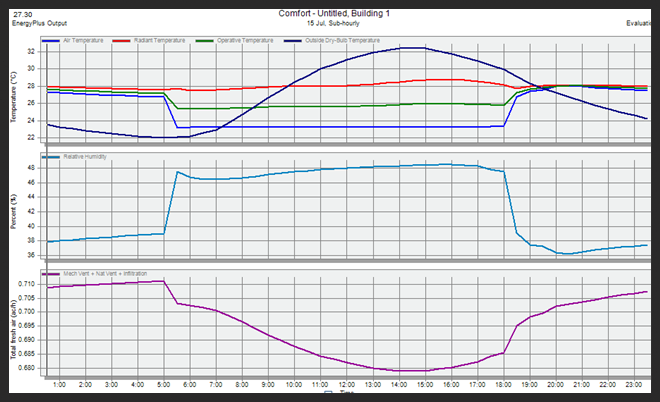 27.30
Comfort - Untitled, Building 1
EnergyPlus Output
15 Jul, Sub-hourly
Evaluatio
Air Temperature Radiant Temperature Operative Temperature Outside Dry-Bulb Temperature
Temperature (°C)
32
30
28
26
24
22
Relative Humidity
Percent (%)
48
46
44
42
40
38
36
Mech Vent + Nat Vent + Infiltration
Total fresh air (ac/h)
0.710
0.705
0.700
0.695
0.690
0.685
0.680
1:00 2:00 3:00 4:00 5:00 6:00 7:00 8:00 9:00 10:00 11:00 12:00 13:00 14:00 15:00 16:00 17:00 18:00 19:00 20:00 21:00 22:00 23:00
Time